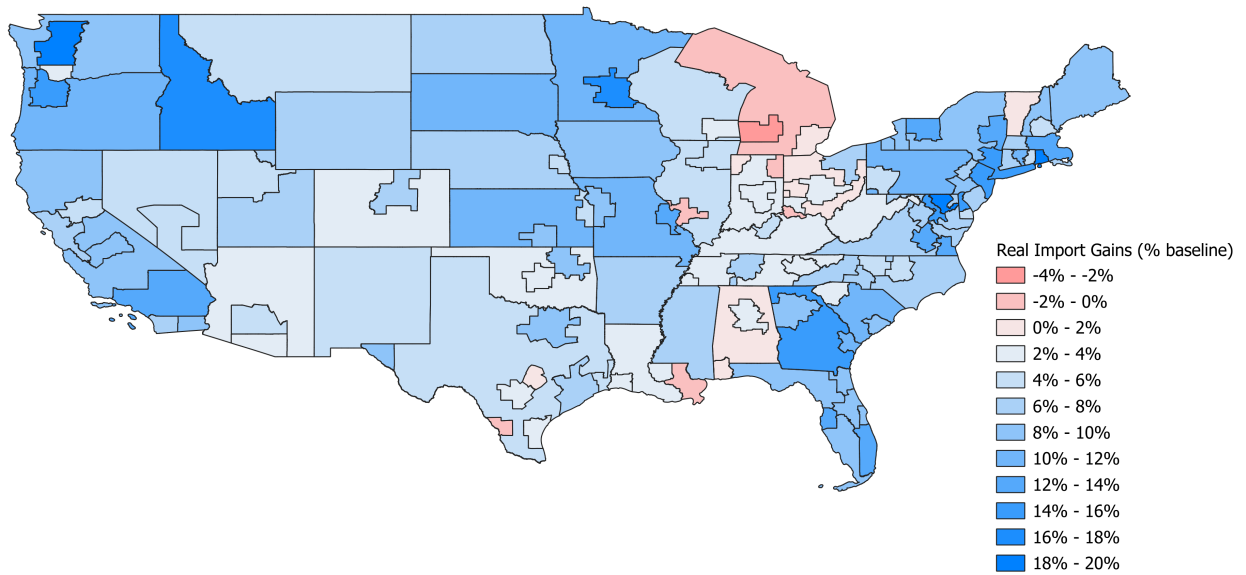 Real Import Gains (% baseline)
-4% - -2%
-2% - 0%
0% - 2%
2% - 4%
4% - 6%
6% - 8%
8% - 10%
10% - 12%
12% - 14%
14% - 16%
16% - 18%
18% - 20%